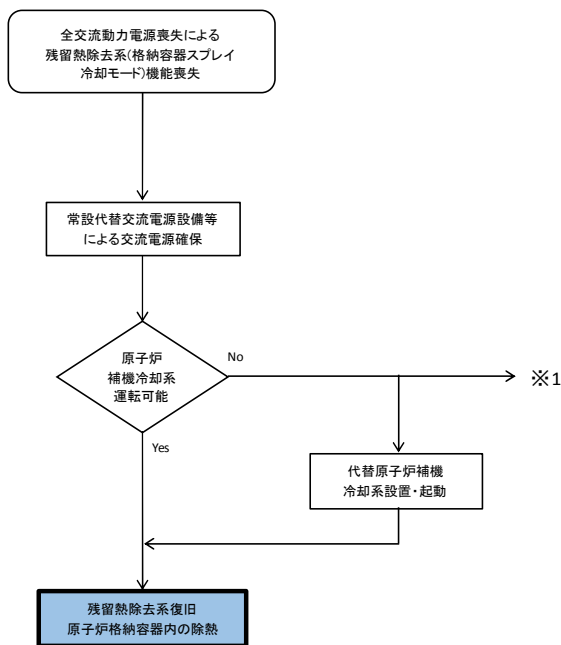 全交流動力電源喪失による
残留熱除去系(格納容器スプレイ
冷却モード)機能喪失
常設代替交流電源設備等
による交流電源確保
原子炉
補機冷却系
運転可能
No
※1
Yes
代替原子炉補機
冷却系設置・起動
残留熱除去系復旧
原子炉格納容器内の除熱